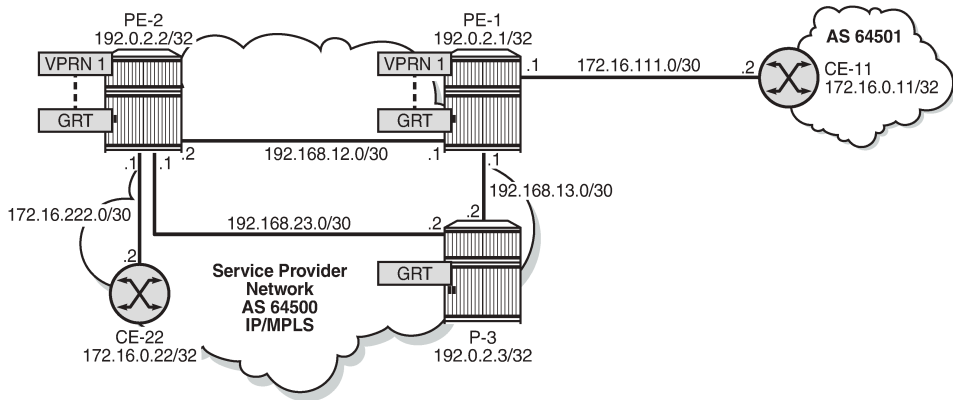 PE-2
192.0.2.2/32
VPRN 1
GRT
PE-1
192.0.2.1/32
VPRN 1
GRT
.1
172.16.111.0/30
.2
AS 64501
CE-11
172.16.0.11/32
.2
192.168.12.0/30
.1
.1
.1
.1
192.168.13.0/30
172.16.222.0/30
192.168.23.0/30
.2
.2
.2
GRT
Service Provider
Network
AS 64500
IP/MPLS
CE-22
172.16.0.22/32
P-3
192.0.2.3/32